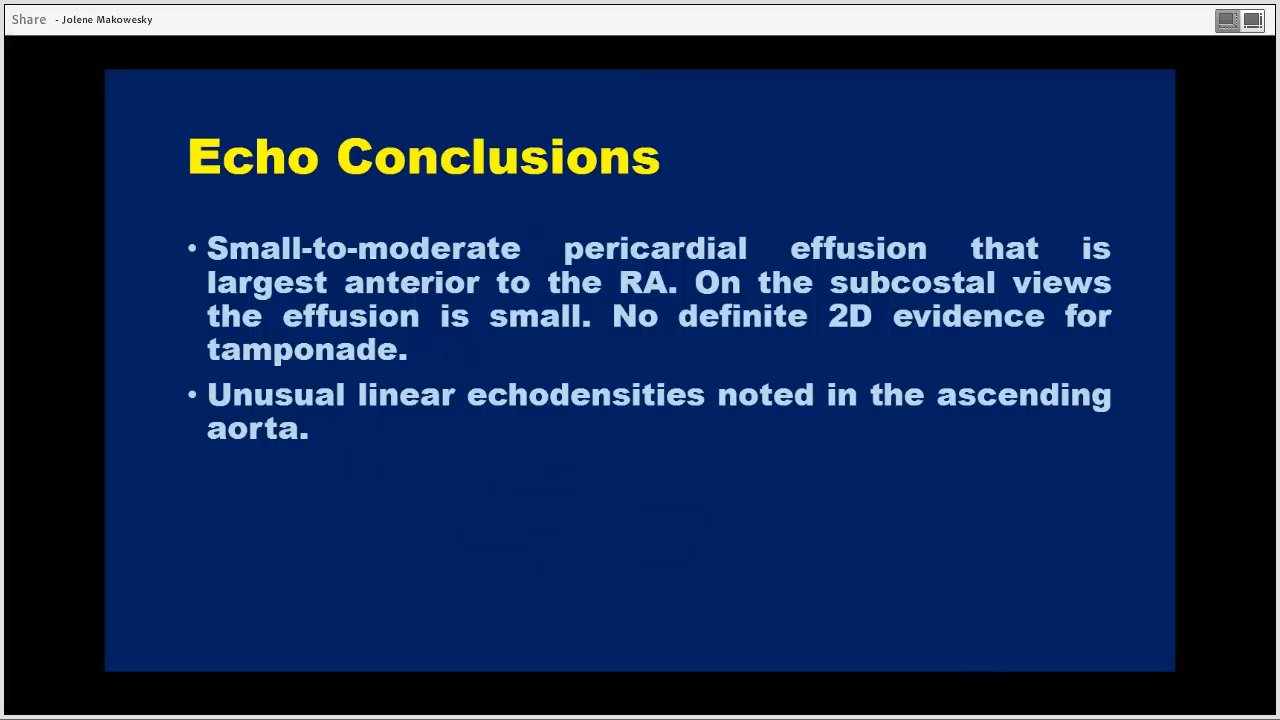 Share - Jolene Makowesky
Echo Conclusions
• Small-to-moderate pericardial effusion that is
largest anterior to the RA. On the subcostal views
the effusion is small. No definite 2D evidence for
tamponade.
• Unusual linear echodensities noted in the ascending
aorta.